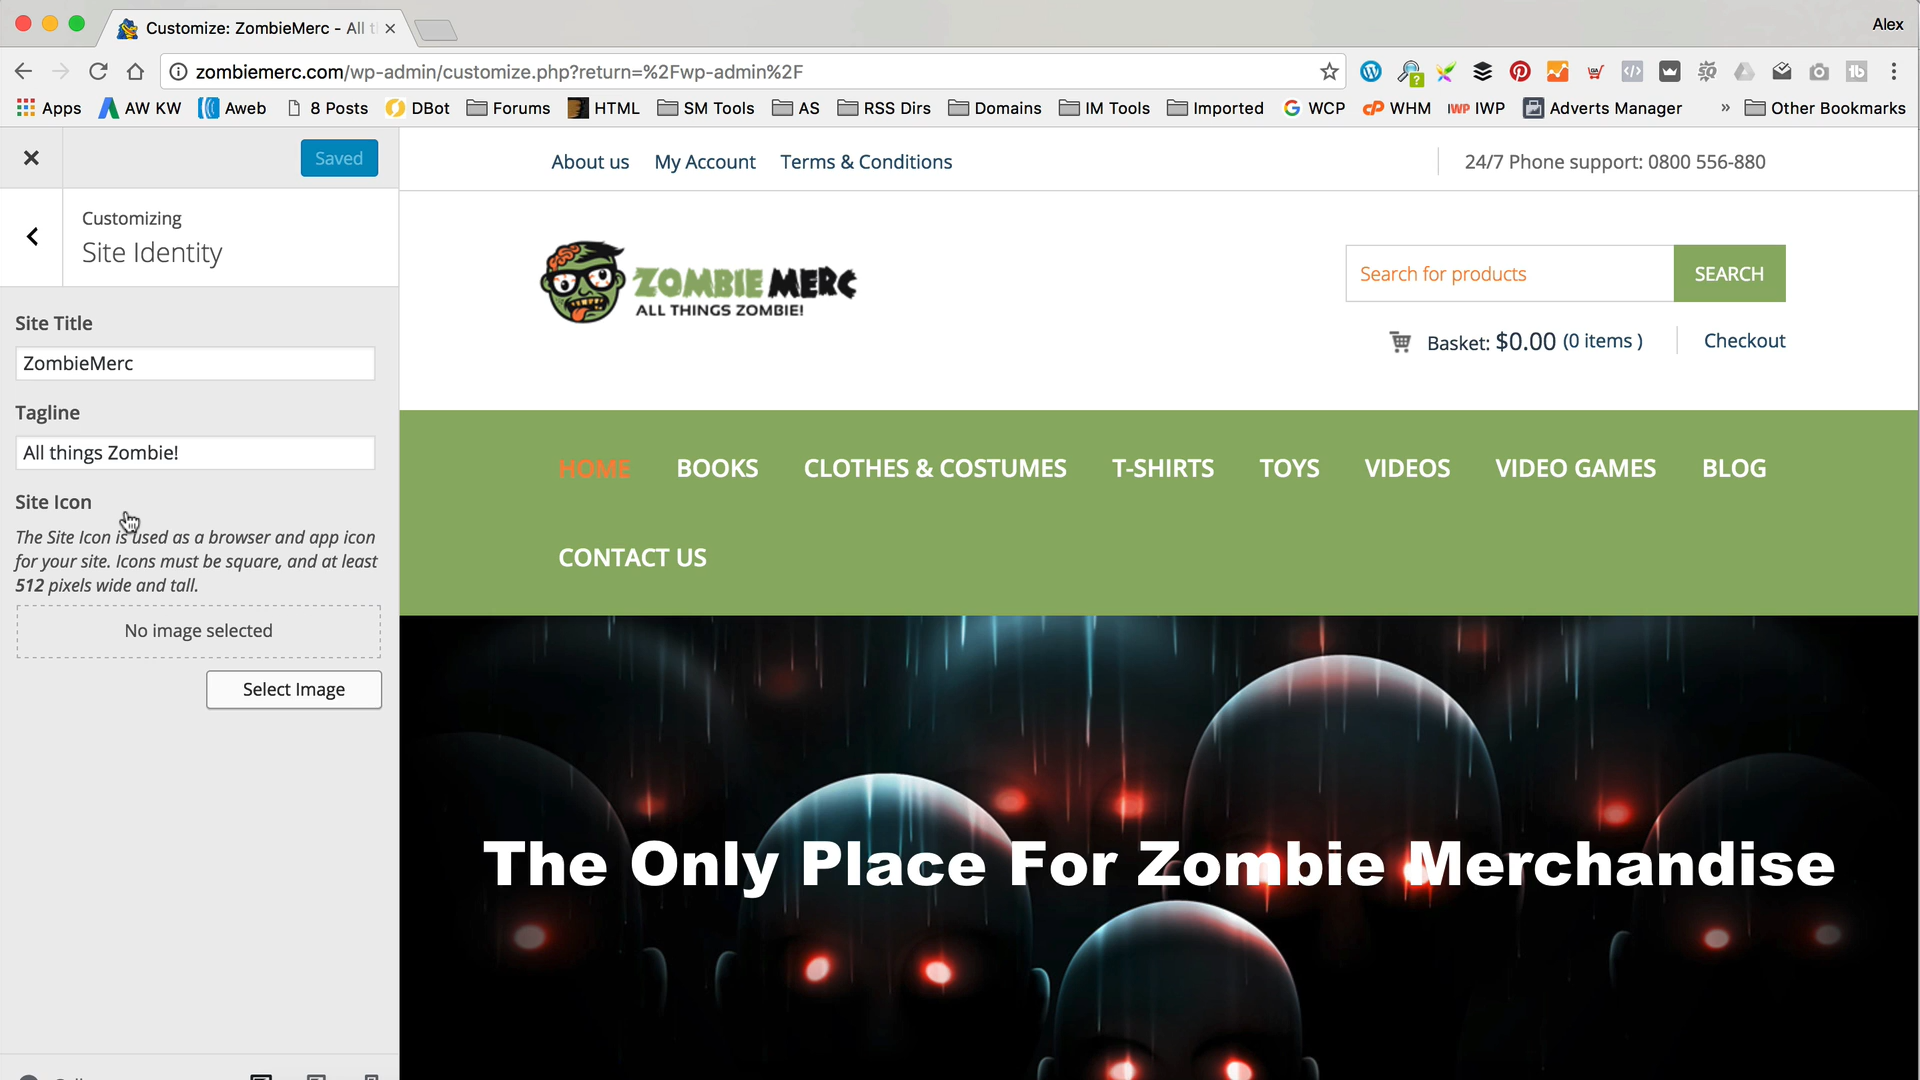 Customize: ZombieMerc - All t
Alex
zombiemerc.com/wp-admin/customize.php?return=%2Fwp-admin%2F
Apps AW KW Aweb 8 Posts DBot Forums HTML SM Tools AS RSS Dirs Domains IM Tools Imported WCP WHM IWP IWP Adverts Manager » Other Bookmarks
Saved
About us My Account Terms & Conditions
24/7 Phone support: 0800 556-880
Customizing
Site Identity
ZOMBIE MERC
ALL THINGS ZOMBIE!
Search for products SEARCH
Basket: $0.00 (0 items ) Checkout
Site Title
ZombieMerc
Tagline
All things Zombie!
Site Icon
The Site Icon is used as a browser and app icon
for your site. Icons must be square, and at least
512 pixels wide and tall.
No image selected
Select Image
HOME BOOKS CLOTHES & COSTUMES T-SHIRTS TOYS VIDEOS VIDEO GAMES BLOG
CONTACT US
The Only Place For Zombie Merchandise